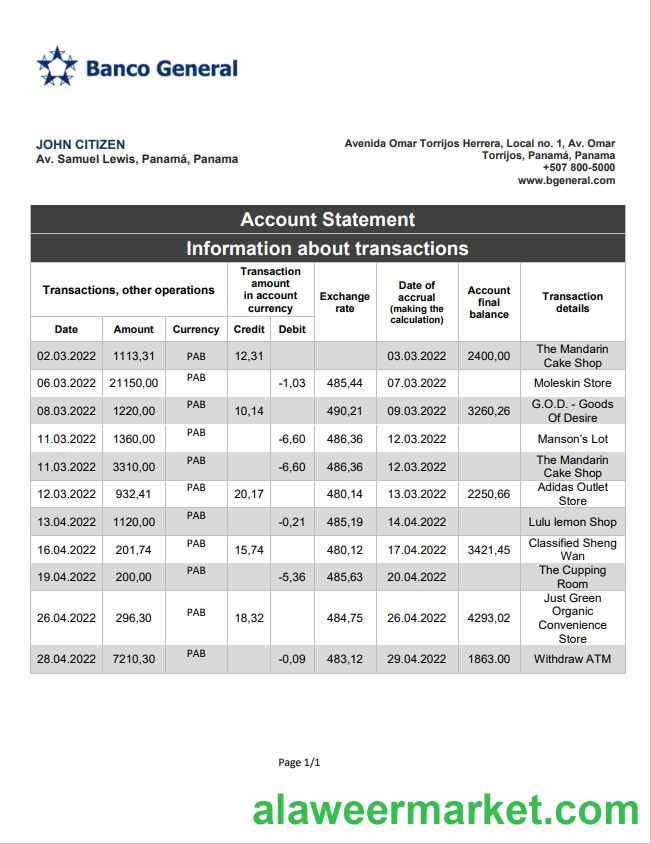 Banco General
JOHN CITIZEN
Av. Samuel Lewis, Panamá, Panama
Avenida Omar Torrijos Herrera, Local no. 1, Av. Omar
Torrijos, Panamá, Panama
+507 800-5000
www.bgeneral.com
Account Statement
Information about transactions
Transactions, other operations
Transaction
amount
in account
currency
Exchange
rate
Date of
accrual
(making the
calculation)
Account
final
balance
Transaction
details
Date Amount Currency Credit Debit
02.03.2022 1113,31 PAB 12,31 03.03.2022 2400,00 The Mandarin
Cake Shop
06.03.2022 21150,00 PAB -1,03 485,44 07.03.2022 Moleskin Store
08.03.2022 1220,00 PAB 10,14 490,21 09.03.2022 3260,26 G.O.D. - Goods
Of Desire
11.03.2022 1360,00 PAB -6,60 486,36 12.03.2022 Manson's Lot
11.03.2022 3310,00 PAB -6,60 486,36 12.03.2022 The Mandarin
Cake Shop
12.03.2022 932,41 PAB 20,17 480,14 13.03.2022 2250,66 Adidas Outlet
Store
13.04.2022 1120,00 PAB -0,21 485,19 14.04.2022 Lulu lemon Shop
16.04.2022 201,74 PAB 15,74 480,12 17.04.2022 3421,45 Classified Sheng
Wan
19.04.2022 200,00 PAB -5,36 485,63 20.04.2022 The Cupping
Room
26.04.2022 296,30 PAB 18,32 484,75 26.04.2022 4293,02 Just Green
Organic
Convenience
Store
28.04.2022 7210,30 PAB -0,09 483,12 29.04.2022 1863.00 Withdraw ATM
Page 1/1
alaweermarket.com